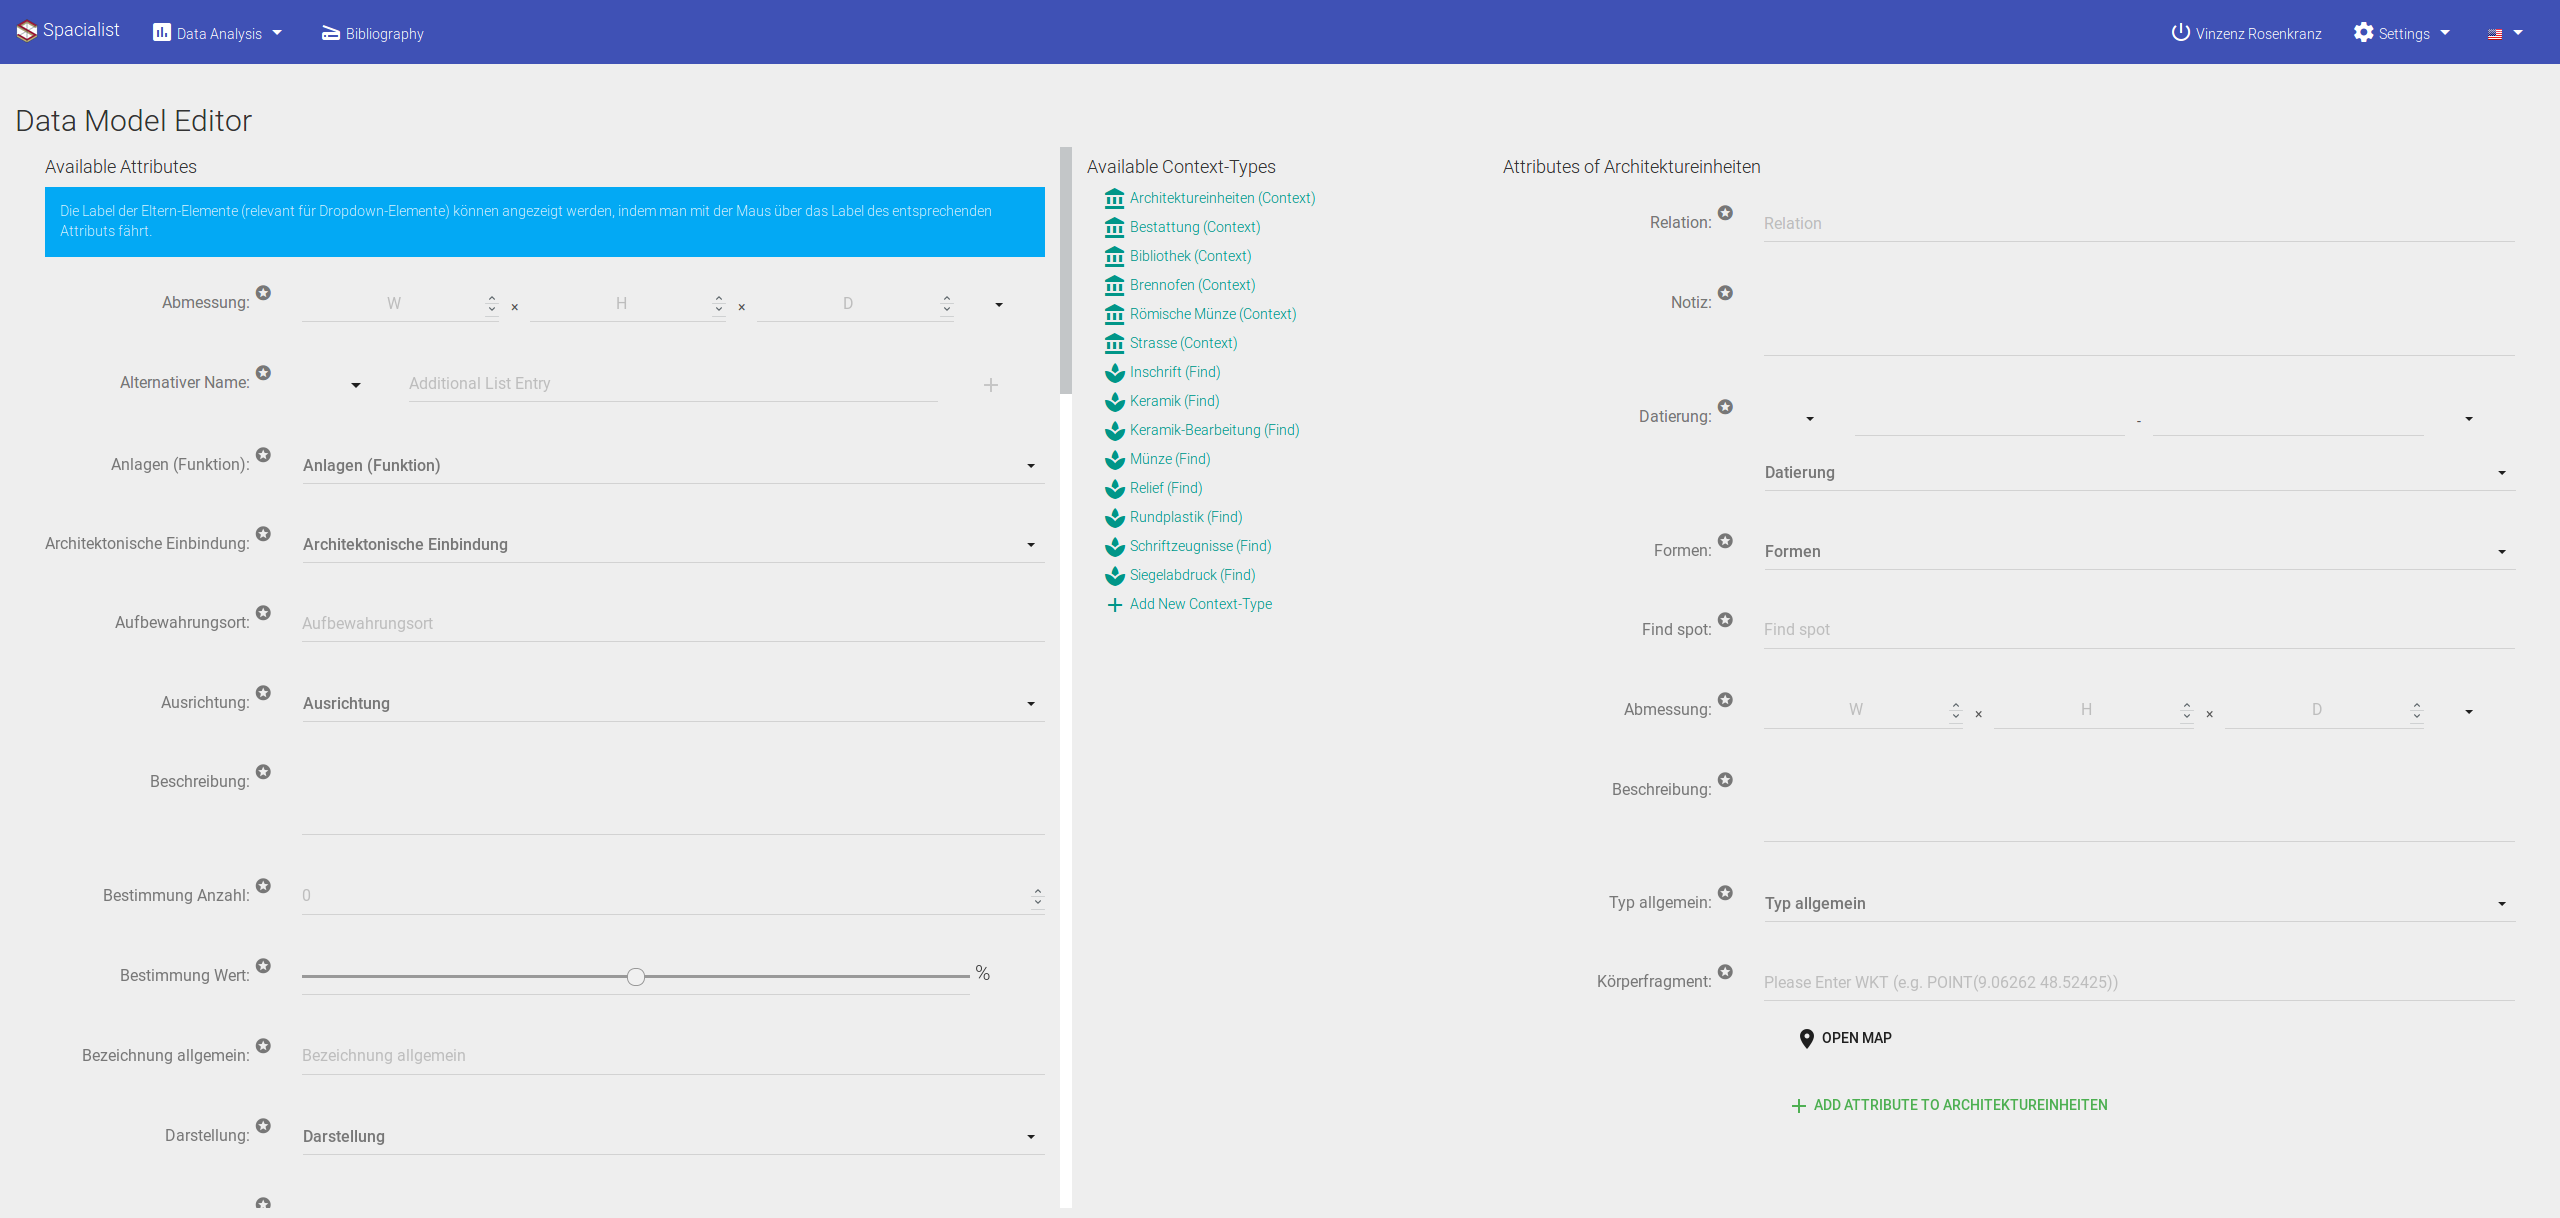 Spacialist
Data Analysis
Bibliography
Vinzenz Rosenkranz
Settings
Data Model Editor
Available Attributes
Die Label der Eltern-Elemente (relevant für Dropdown-Elemente) können angezeigt werden, indem man mit der Maus über das Label des entsprechenden
Attributs fährt.
Abmessung: W × H × D
Alternativer Name: Additional List Entry
Anlagen (Funktion): Anlagen (Funktion)
Architektonische Einbindung: Architektonische Einbindung
Aufbewahrungsort: Aufbewahrungsort
Ausrichtung: Ausrichtung
Beschreibung:
Bestimmung Anzahl: 0
Bestimmung Wert: %
Bezeichnung allgemein: Bezeichnung allgemein
Darstellung: Darstellung
Available Context-Types
Architektureinheiten (Context)
Bestattung (Context)
Bibliothek (Context)
Brennofen (Context)
Römische Münze (Context)
Strasse (Context)
Inschrift (Find)
Keramik (Find)
Keramik-Bearbeitung (Find)
Münze (Find)
Relief (Find)
Rundplastik (Find)
Schriftzeugnisse (Find)
Siegelabdruck (Find)
Add New Context-Type
Attributes of Architektureinheiten
Relation: Relation
Notiz:
Datierung: -
Datierung
Formen: Formen
Find spot: Find spot
Abmessung: W × H × D
Beschreibung:
Typ allgemein: Typ allgemein
Körperfragment: Please Enter WKT (e.g. POINT(9.06262 48.52425))
OPEN MAP
ADD ATTRIBUTE TO ARCHITEKTUREINHEITEN